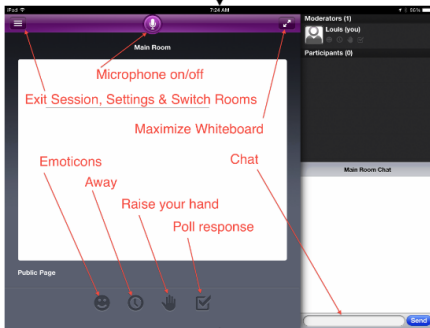 iPad
7:24 AM
56%
Moderators (1)
Louis (you)
Participants (0)
Main Room
Microphone on/off
Exit Session, Settings & Switch Rooms
Maximize Whiteboard
Emoticons
Away
Raise your hand
Poll response
Chat
Main Room Chat
Public Page
Send